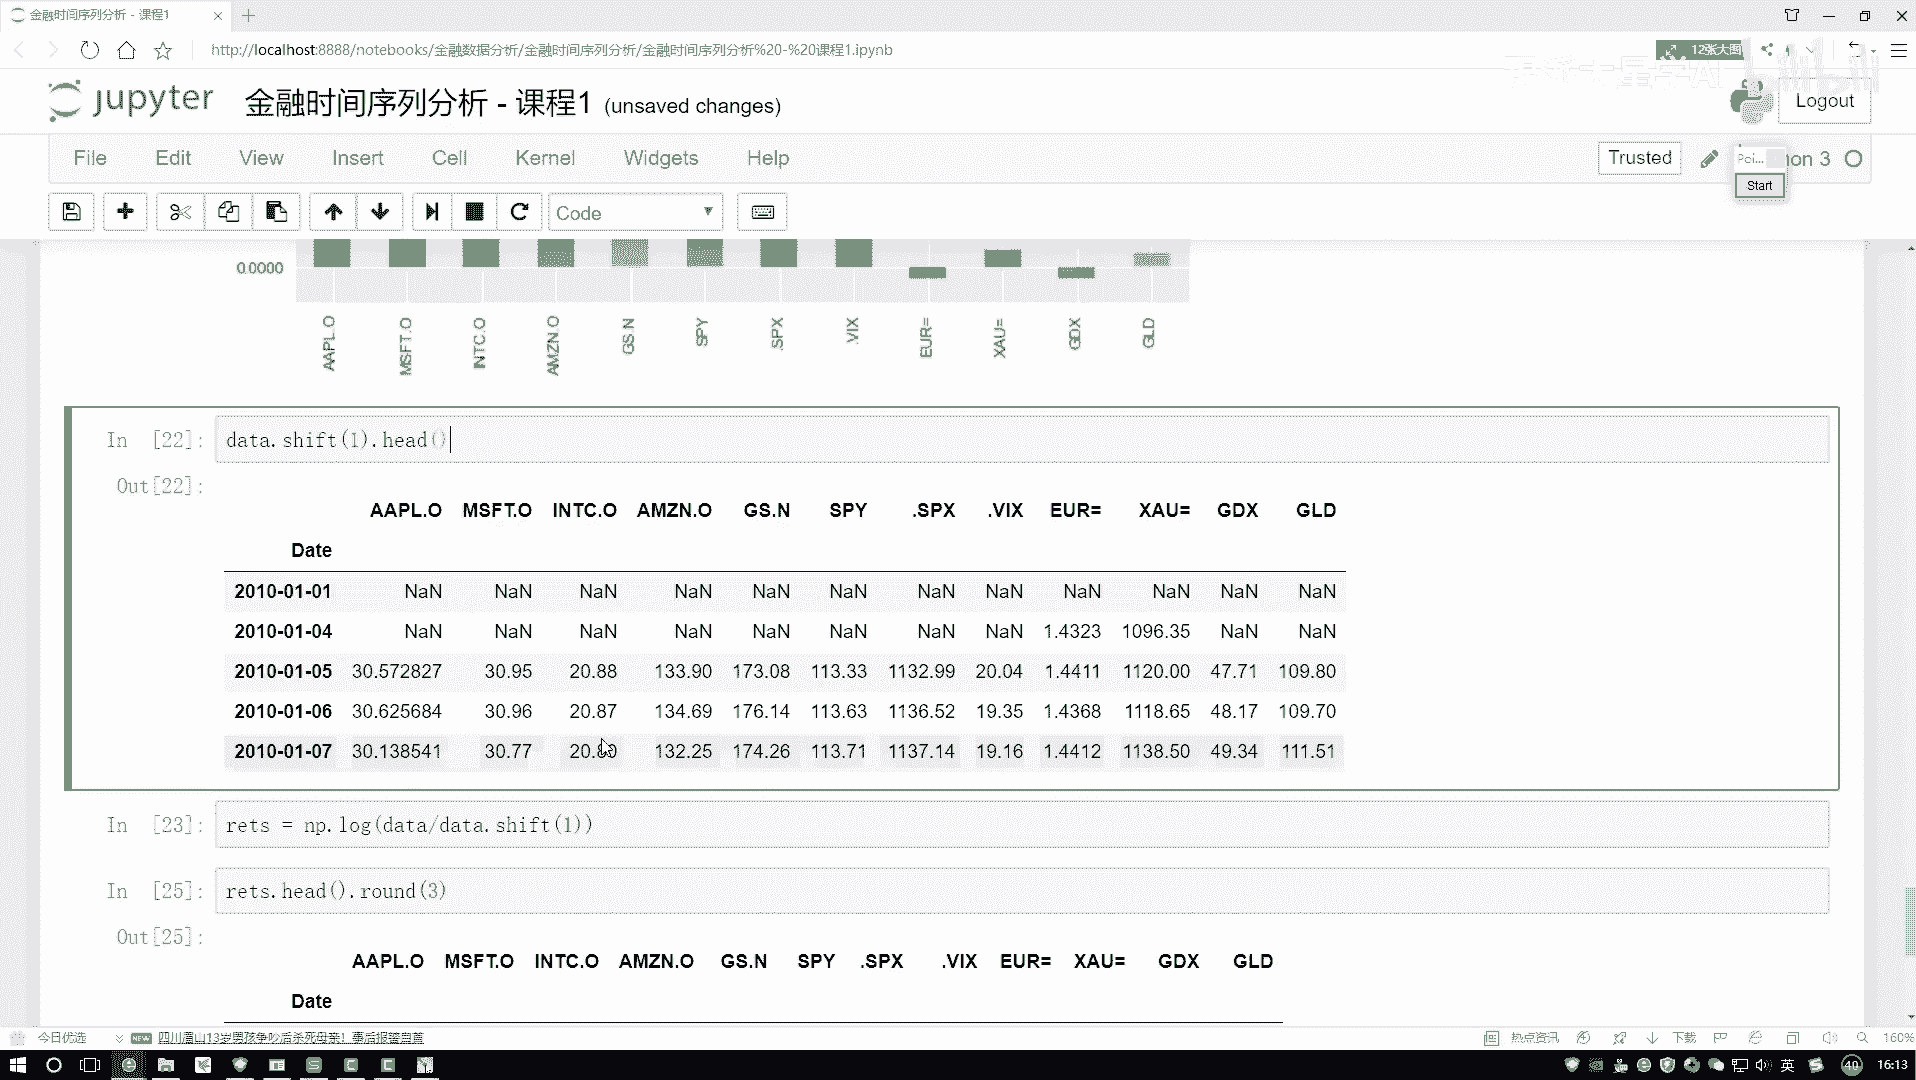 金融时间序列分析 - 课程1
http://localhost:8888/notebooks/金融数据分析/金融时间序列分析/金融时间序列分析%20-%20课程1.ipynb
12张大图
jupyter 金融时间序列分析 - 课程1 (unsaved changes)
bilibili
Logout
File Edit View Insert Cell Kernel Widgets Help
Trusted
Poi... hon 3
Start
Code
0.0000
AAPL.O MSFT.O INTC.O AMZN.O GS.N SPY .SPX .VIX EUR= XAU= GDX GLD
In [22]: data.shift(1).head()
Out[22]:
AAPL.O MSFT.O INTC.O AMZN.O GS.N SPY .SPX .VIX EUR= XAU= GDX GLD
Date
2010-01-01 NaN NaN NaN NaN NaN NaN NaN NaN NaN NaN NaN NaN
2010-01-04 NaN NaN NaN NaN NaN NaN NaN NaN 1.4323 1096.35 NaN NaN
2010-01-05 30.572827 30.95 20.88 133.90 173.08 113.33 1132.99 20.04 1.4411 1120.00 47.71 109.80
2010-01-06 30.625684 30.96 20.87 134.69 176.14 113.63 1136.52 19.35 1.4368 1118.65 48.17 109.70
2010-01-07 30.138541 30.77 20.80 132.25 174.26 113.71 1137.14 19.16 1.4412 1138.50 49.34 111.51
In [23]: rets = np.log(data/data.shift(1))
In [25]: rets.head().round(3)
Out[25]:
AAPL.O MSFT.O INTC.O AMZN.O GS.N SPY .SPX .VIX EUR= XAU= GDX GLD
Date
今日优选 NEW 四川眉山13岁男孩争吵后杀死母亲！事后报警自首
热点资讯 下载 160%
英 40 16:13